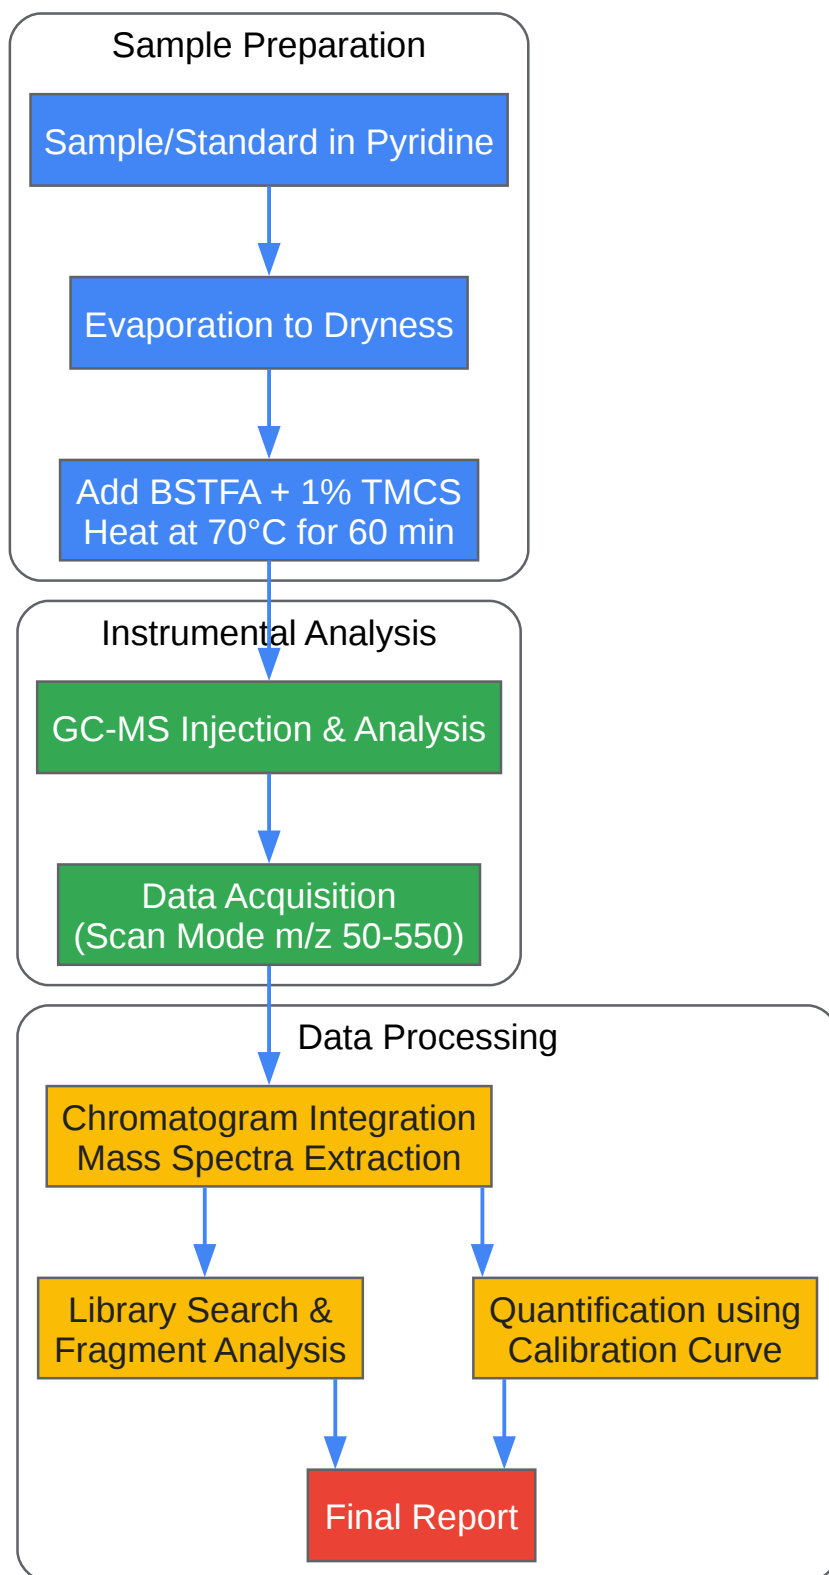 Sample Preparation
Sample/Standard in Pyridine
Evaporation to Dryness
Add BSTFA + 1% TMCS
Heat at 70°C for 60 min
Instrumental Analysis
GC-MS Injection & Analysis
Data Acquisition
(Scan Mode m/z 50-550)
Data Processing
Chromatogram Integration
Mass Spectra Extraction
Library Search &
Fragment Analysis
Quantification using
Calibration Curve
Final Report